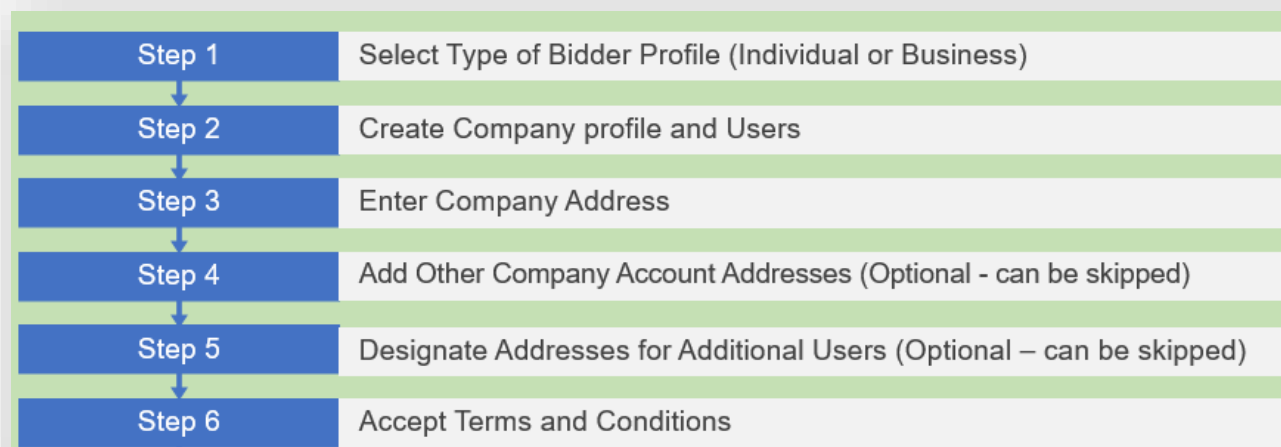 Step 1 Select Type of Bidder Profile (Individual or Business)
Step 2 Create Company profile and Users
Step 3 Enter Company Address
Step 4 Add Other Company Account Addresses (Optional - can be skipped)
Step 5 Designate Addresses for Additional Users (Optional – can be skipped)
Step 6 Accept Terms and Conditions